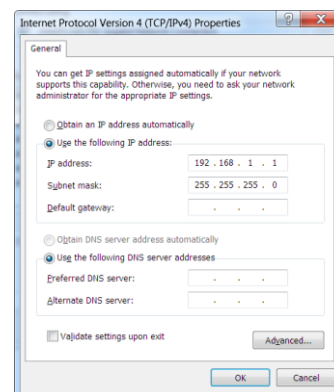 Internet Protocol Version 4 (TCP/IPv4) Properties
General
You can get IP settings assigned automatically if your network
supports this capability. Otherwise, you need to ask your network
administrator for the appropriate IP settings.
Obtain an IP address automatically
Use the following IP address:
IP address: 192 . 168 . 1 . 1
Subnet mask: 255 . 255 . 255 . 0
Default gateway: . . .
Obtain DNS server address automatically
Use the following DNS server addresses
Preferred DNS server: . . .
Alternate DNS server: . . .
Validate settings upon exit
Advanced...
OK Cancel